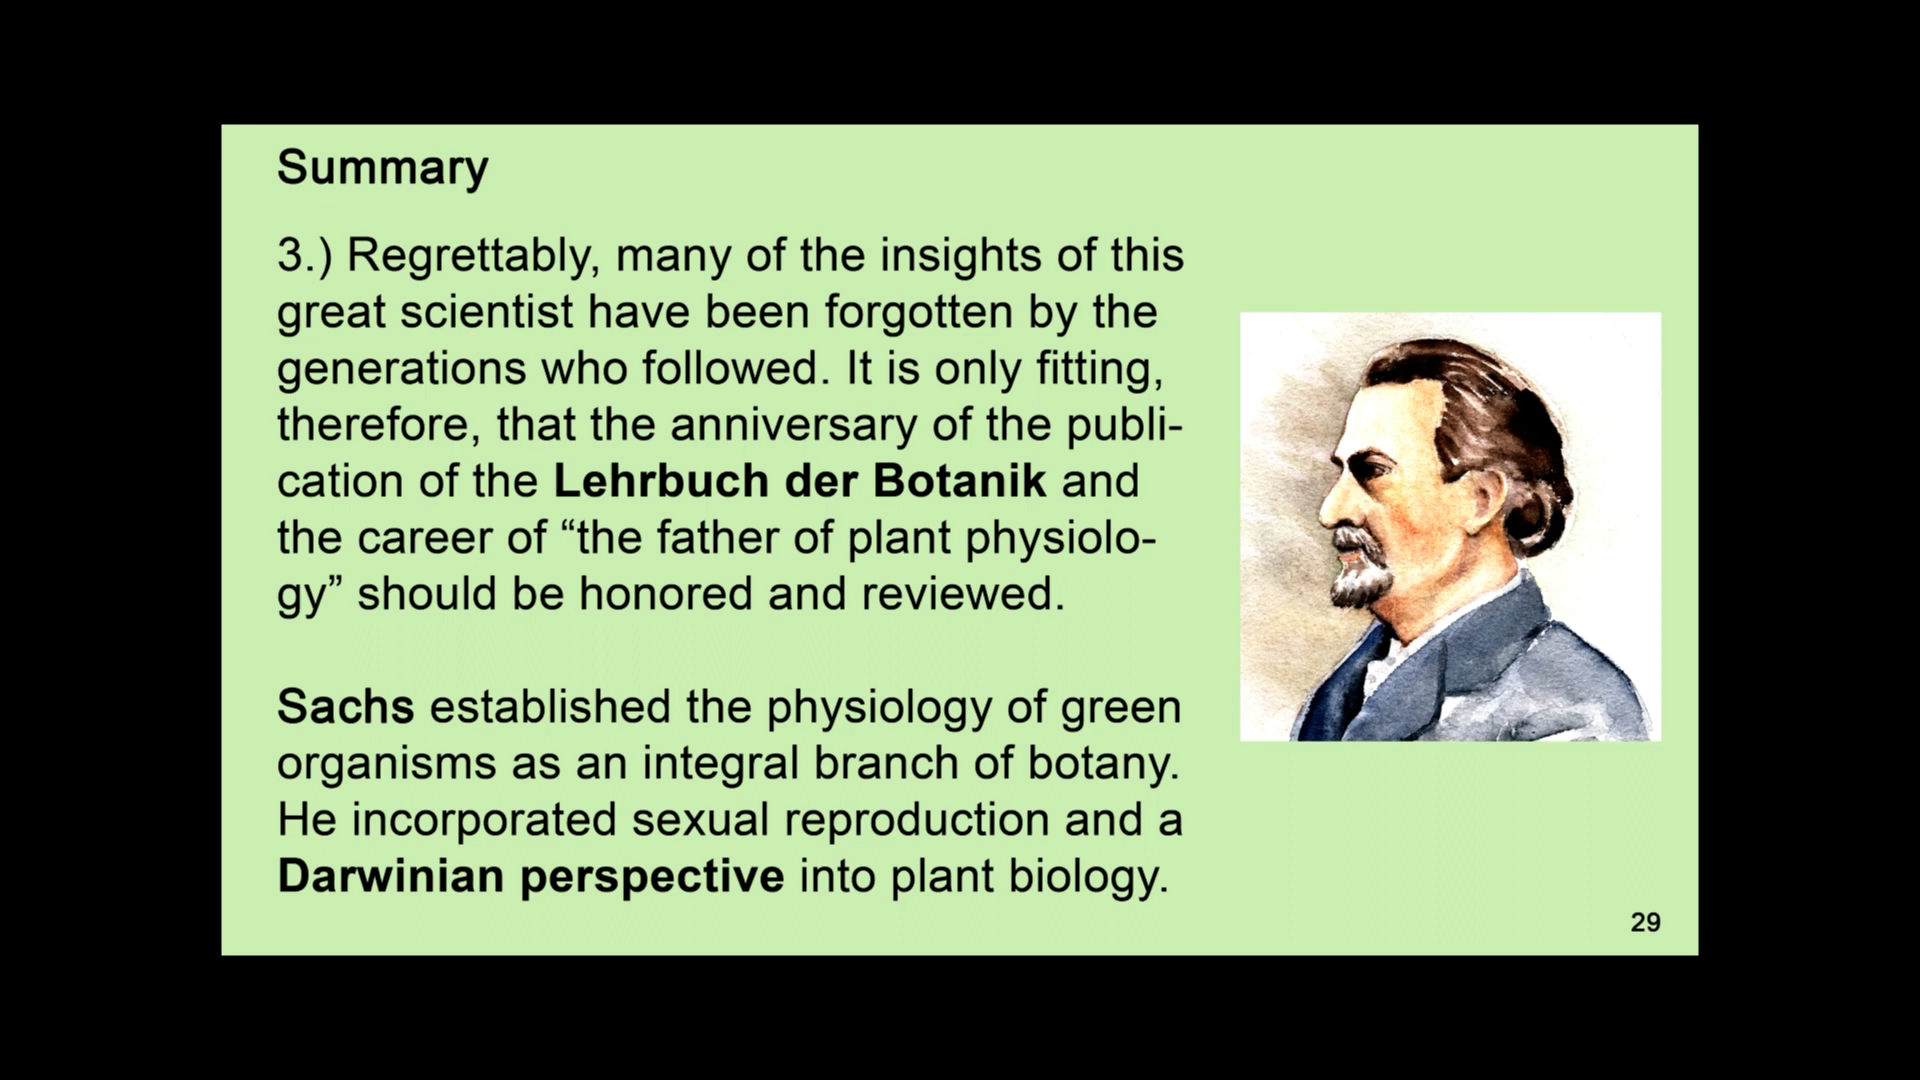 Summary
3.) Regrettably, many of the insights of this
great scientist have been forgotten by the
generations who followed. It is only fitting,
therefore, that the anniversary of the publi-
cation of the Lehrbuch der Botanik and
the career of “the father of plant physiolo-
gy” should be honored and reviewed.
Sachs established the physiology of green
organisms as an integral branch of botany.
He incorporated sexual reproduction and a
Darwinian perspective into plant biology.
29